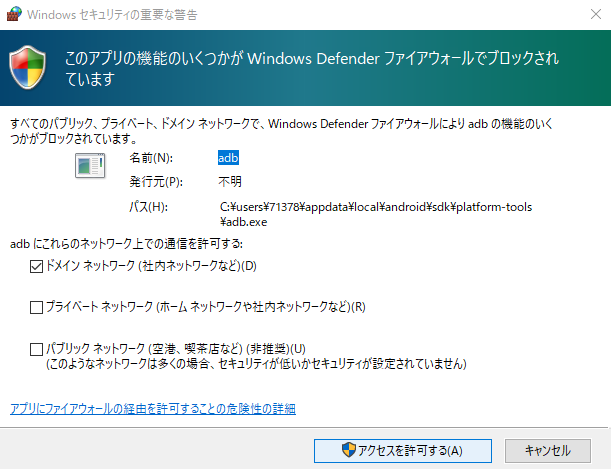 Windows セキュリティの重要な警告
このアプリの機能のいくつかが Windows Defender ファイアウォールでブロックされ
ています
すべてのパブリック、プライベート、ドメイン ネットワークで、Windows Defender ファイアウォールにより adb の機能のいく
つかがブロックされています。
名前(N): adb
発行元(P): 不明
パス(H): C:¥users¥71378¥appdata¥local¥android¥sdk¥platform-tools
¥adb.exe
adb にこれらのネットワーク上での通信を許可する:
ドメイン ネットワーク (社内ネットワークなど)(D)
プライベート ネットワーク (ホーム ネットワークや社内ネットワークなど)(R)
パブリック ネットワーク (空港、喫茶店など) (非推奨)(U)
(このようなネットワークは多くの場合、セキュリティが低いかセキュリティが設定されていません)
アプリにファイアウォールの経由を許可することの危険性の詳細
アクセスを許可する(A) キャンセル